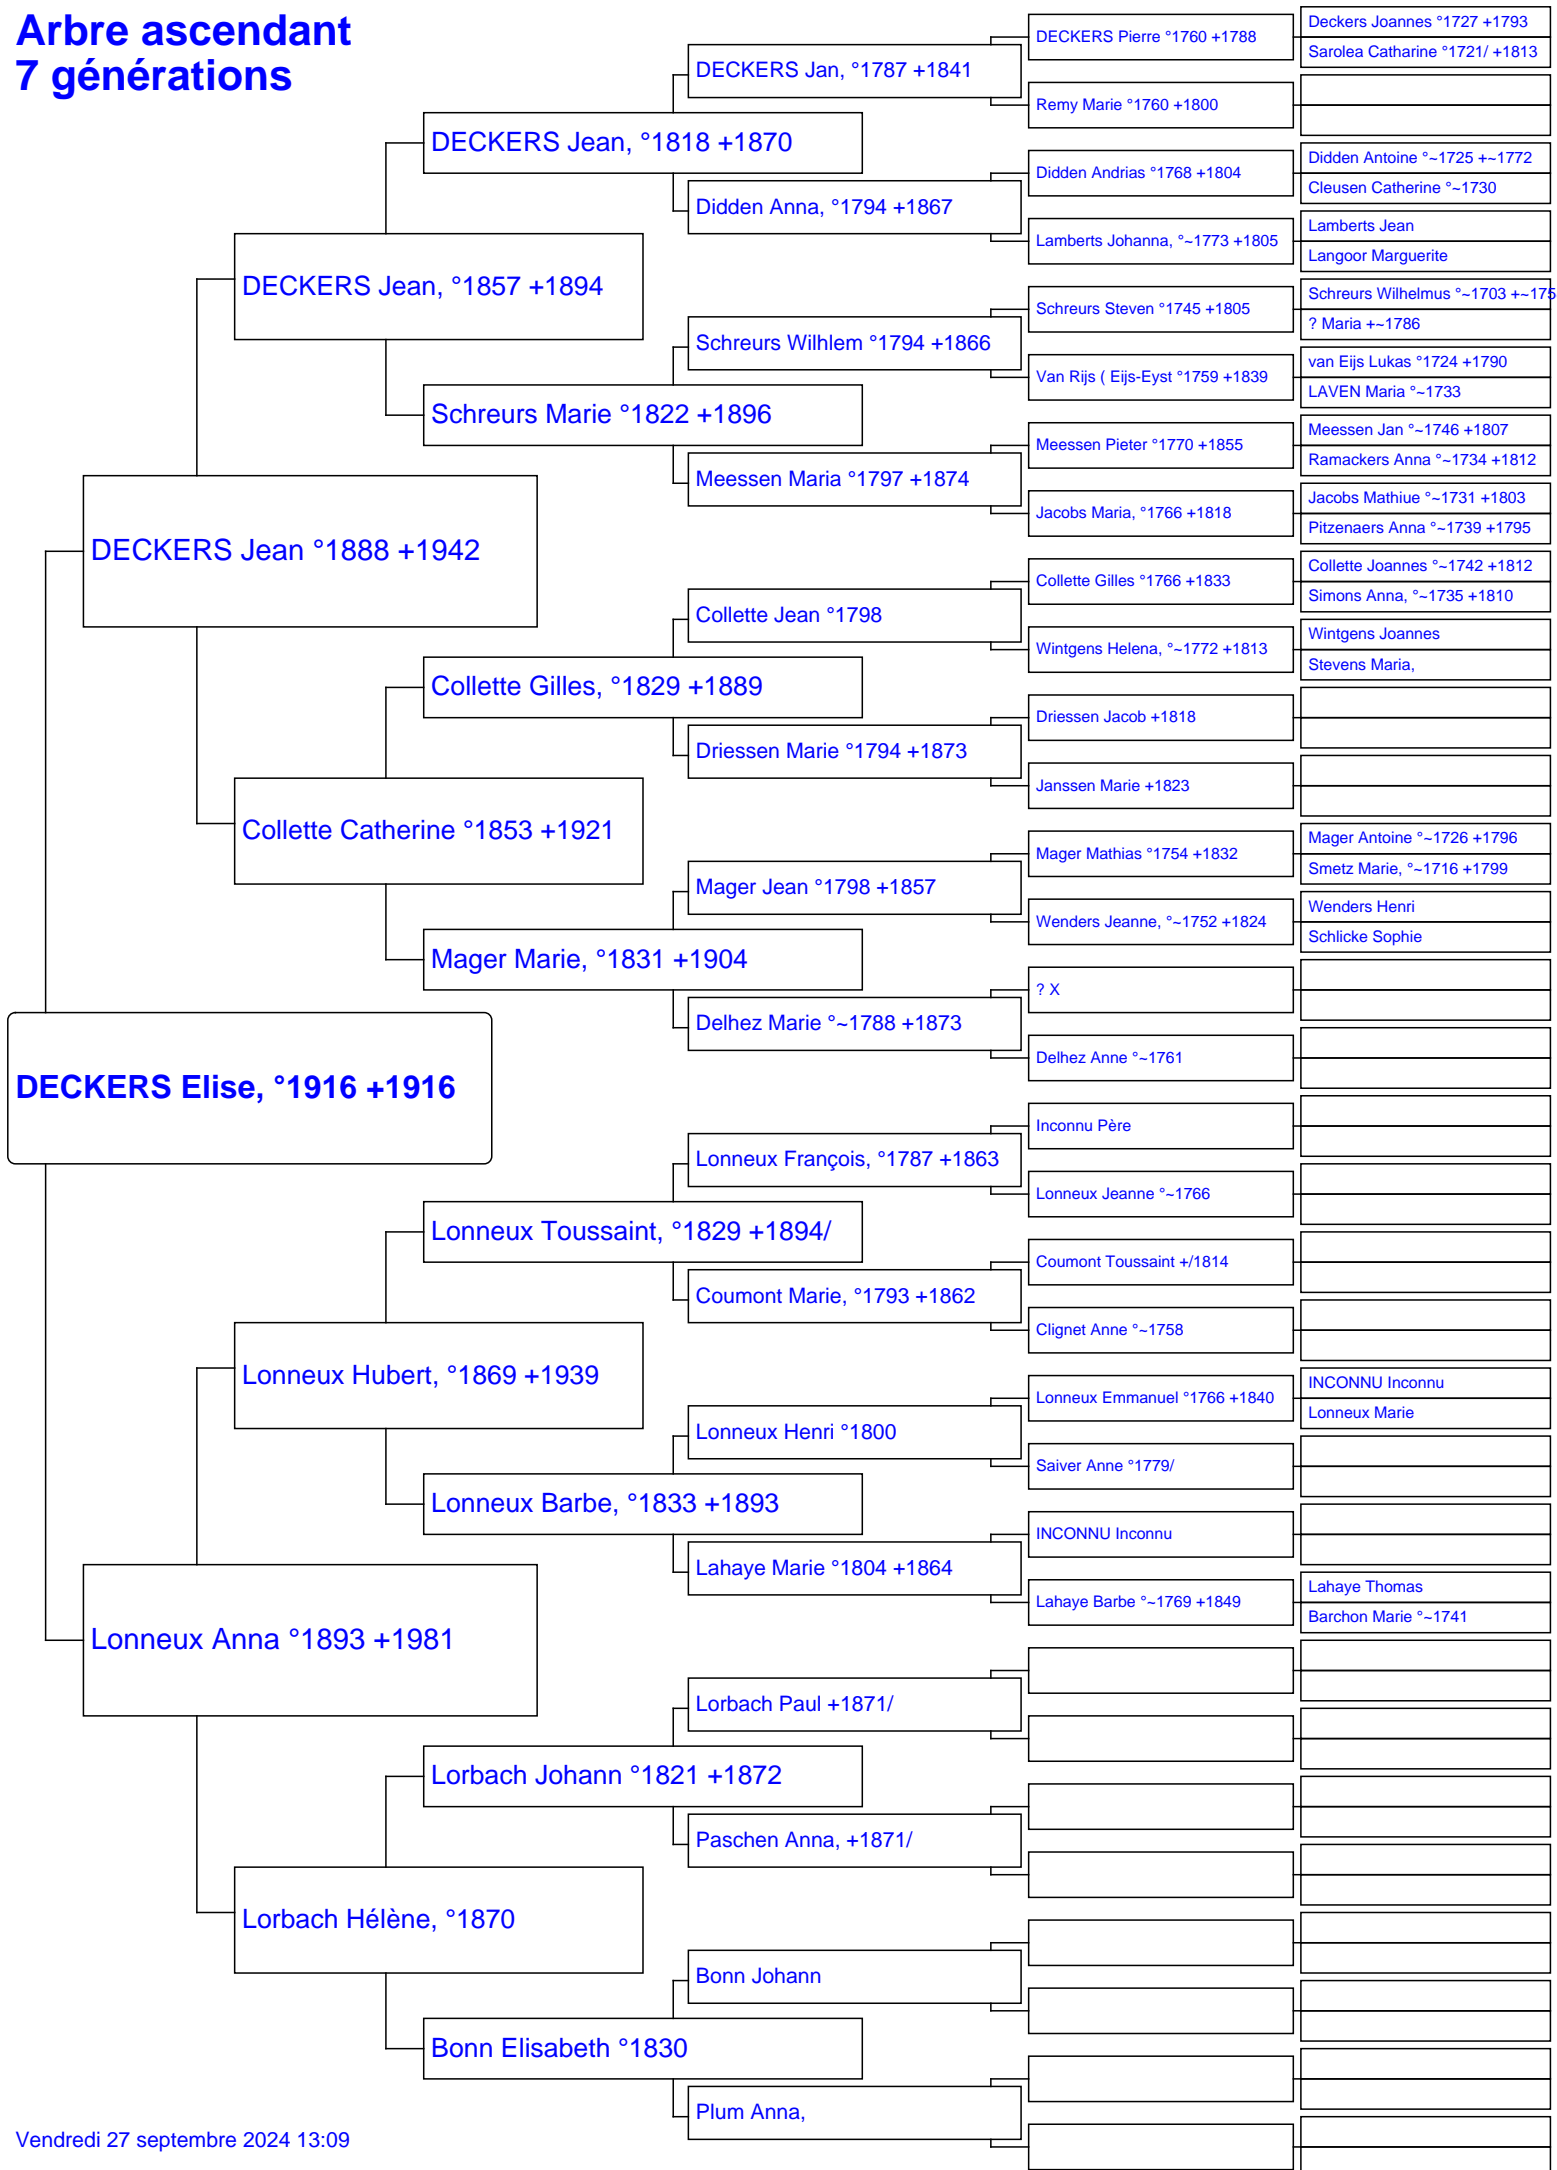 Arbre ascendant
7 générations
DECKERS Elise, °1916 +1916
DECKERS Jean °1888 +1942
Lonneux Anna °1893 +1981
DECKERS Jean, °1857 +1894
Collette Catherine °1853 +1921
Lonneux Hubert, °1869 +1939
Lorbach Hélène, °1870
DECKERS Jean, °1818 +1870
Schreurs Marie °1822 +1896
Collette Gilles, °1829 +1889
Mager Marie, °1831 +1904
Lonneux Toussaint, °1829 +1894/
Lonneux Barbe, °1833 +1893
Lorbach Johann °1821 +1872
Bonn Elisabeth °1830
DECKERS Jan, °1787 +1841
Didden Anna, °1794 +1867
Schreurs Wilhlem °1794 +1866
Meessen Maria °1797 +1874
Collette Jean °1798
Driessen Marie °1794 +1873
Mager Jean °1798 +1857
Delhez Marie °~1788 +1873
Lonneux François, °1787 +1863
Coumont Marie, °1793 +1862
Lonneux Henri °1800
Lahaye Marie °1804 +1864
Lorbach Paul +1871/
Paschen Anna, +1871/
Bonn Johann
Plum Anna,
DECKERS Pierre °1760 +1788
Remy Marie °1760 +1800
Didden Andrias °1768 +1804
Lamberts Johanna, °~1773 +1805
Schreurs Steven °1745 +1805
Van Rijs ( Eijs-Eyst °1759 +1839
Meessen Pieter °1770 +1855
Jacobs Maria, °1766 +1818
Collette Gilles °1766 +1833
Wintgens Helena, °~1772 +1813
Driessen Jacob +1818
Janssen Marie +1823
Mager Mathias °1754 +1832
Wenders Jeanne, °~1752 +1824
? X
Delhez Anne °~1761
Inconnu Père
Lonneux Jeanne °~1766
Coumont Toussaint +/1814
Clignet Anne °~1758
Lonneux Emmanuel °1766 +1840
Saiver Anne °1779/
INCONNU Inconnu
Lahaye Barbe °~1769 +1849
Deckers Joannes °1727 +1793
Sarolea Catharine °1721/ +1813
Didden Antoine °~1725 +~1772
Cleusen Catherine °~1730
Lamberts Jean
Langoor Marguerite
Schreurs Wilhelmus °~1703 +~175
? Maria +~1786
van Eijs Lukas °1724 +1790
LAVEN Maria °~1733
Meessen Jan °~1746 +1807
Ramackers Anna °~1734 +1812
Jacobs Mathiue °~1731 +1803
Pitzenaers Anna °~1739 +1795
Collette Joannes °~1742 +1812
Simons Anna, °~1735 +1810
Wintgens Joannes
Stevens Maria,
Mager Antoine °~1726 +1796
Smetz Marie, °~1716 +1799
Wenders Henri
Schlicke Sophie
INCONNU Inconnu
Lonneux Marie
Lahaye Thomas
Barchon Marie °~1741
Vendredi 27 septembre 2024 13:09